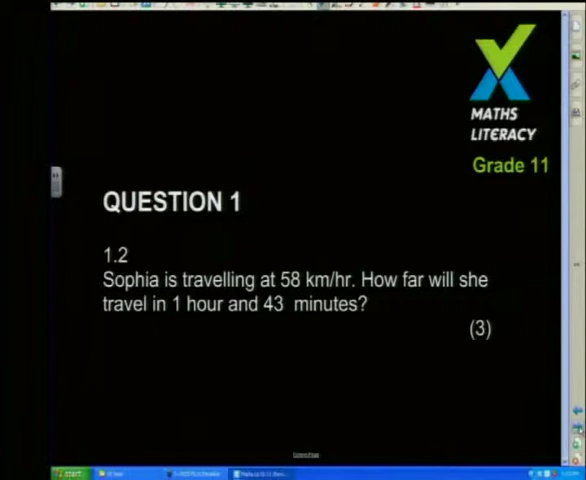 MATHS
LITERACY
Grade 11
QUESTION 1
1.2
Sophia is travelling at 58 km/hr. How far will she
travel in 1 hour and 43 minutes?
(3)
start